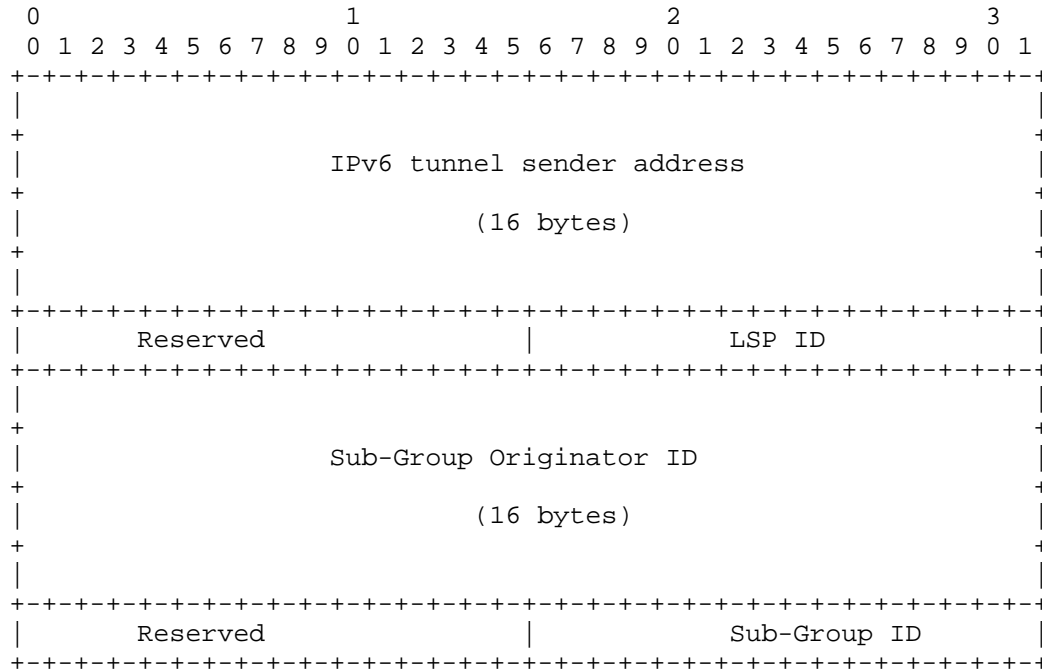 0                   1                   2                   3
 0 1 2 3 4 5 6 7 8 9 0 1 2 3 4 5 6 7 8 9 0 1 2 3 4 5 6 7 8 9 0 1
+-+-+-+-+-+-+-+-+-+-+-+-+-+-+-+-+-+-+-+-+-+-+-+-+-+-+-+-+-+-+-+-+
|                                                               |
+                                                               +
|                   IPv6 tunnel sender address                  |
+                                                               +
|                            (16 bytes)                         |
+                                                               +
|                                                               |
+-+-+-+-+-+-+-+-+-+-+-+-+-+-+-+-+-+-+-+-+-+-+-+-+-+-+-+-+-+-+-+-+
|       Reserved                |            LSP ID             |
+-+-+-+-+-+-+-+-+-+-+-+-+-+-+-+-+-+-+-+-+-+-+-+-+-+-+-+-+-+-+-+-+
|                                                               |
+                                                               +
|                   Sub-Group Originator ID                     |
+                                                               +
|                            (16 bytes)                         |
+                                                               +
|                                                               |
+-+-+-+-+-+-+-+-+-+-+-+-+-+-+-+-+-+-+-+-+-+-+-+-+-+-+-+-+-+-+-+-+
|       Reserved                |            Sub-Group ID       |
+-+-+-+-+-+-+-+-+-+-+-+-+-+-+-+-+-+-+-+-+-+-+-+-+-+-+-+-+-+-+-+-+